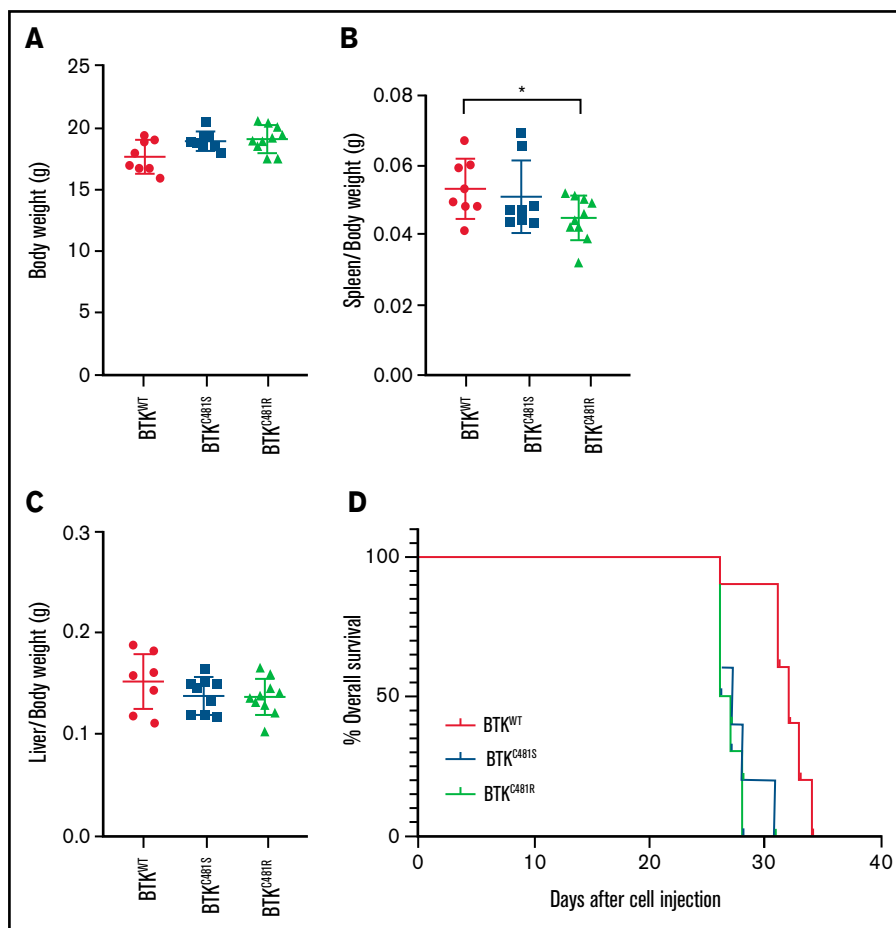 A
25
20
15
10
5
0
Body weight (g)
BTKWT
BTKC481S
BTKC481R
B
*
0.08
0.06
0.04
0.02
0.00
Spleen/Body weight (g)
BTKWT
BTKC481S
BTKC481R
C
0.3
0.2
0.1
0.0
Liver/Body weight (g)
BTKWT
BTKC481S
BTKC481R
D
100
50
0
% Overall survival
BTKWT
BTKC481S
BTKC481R
0 10 20 30 40
Days after cell injection